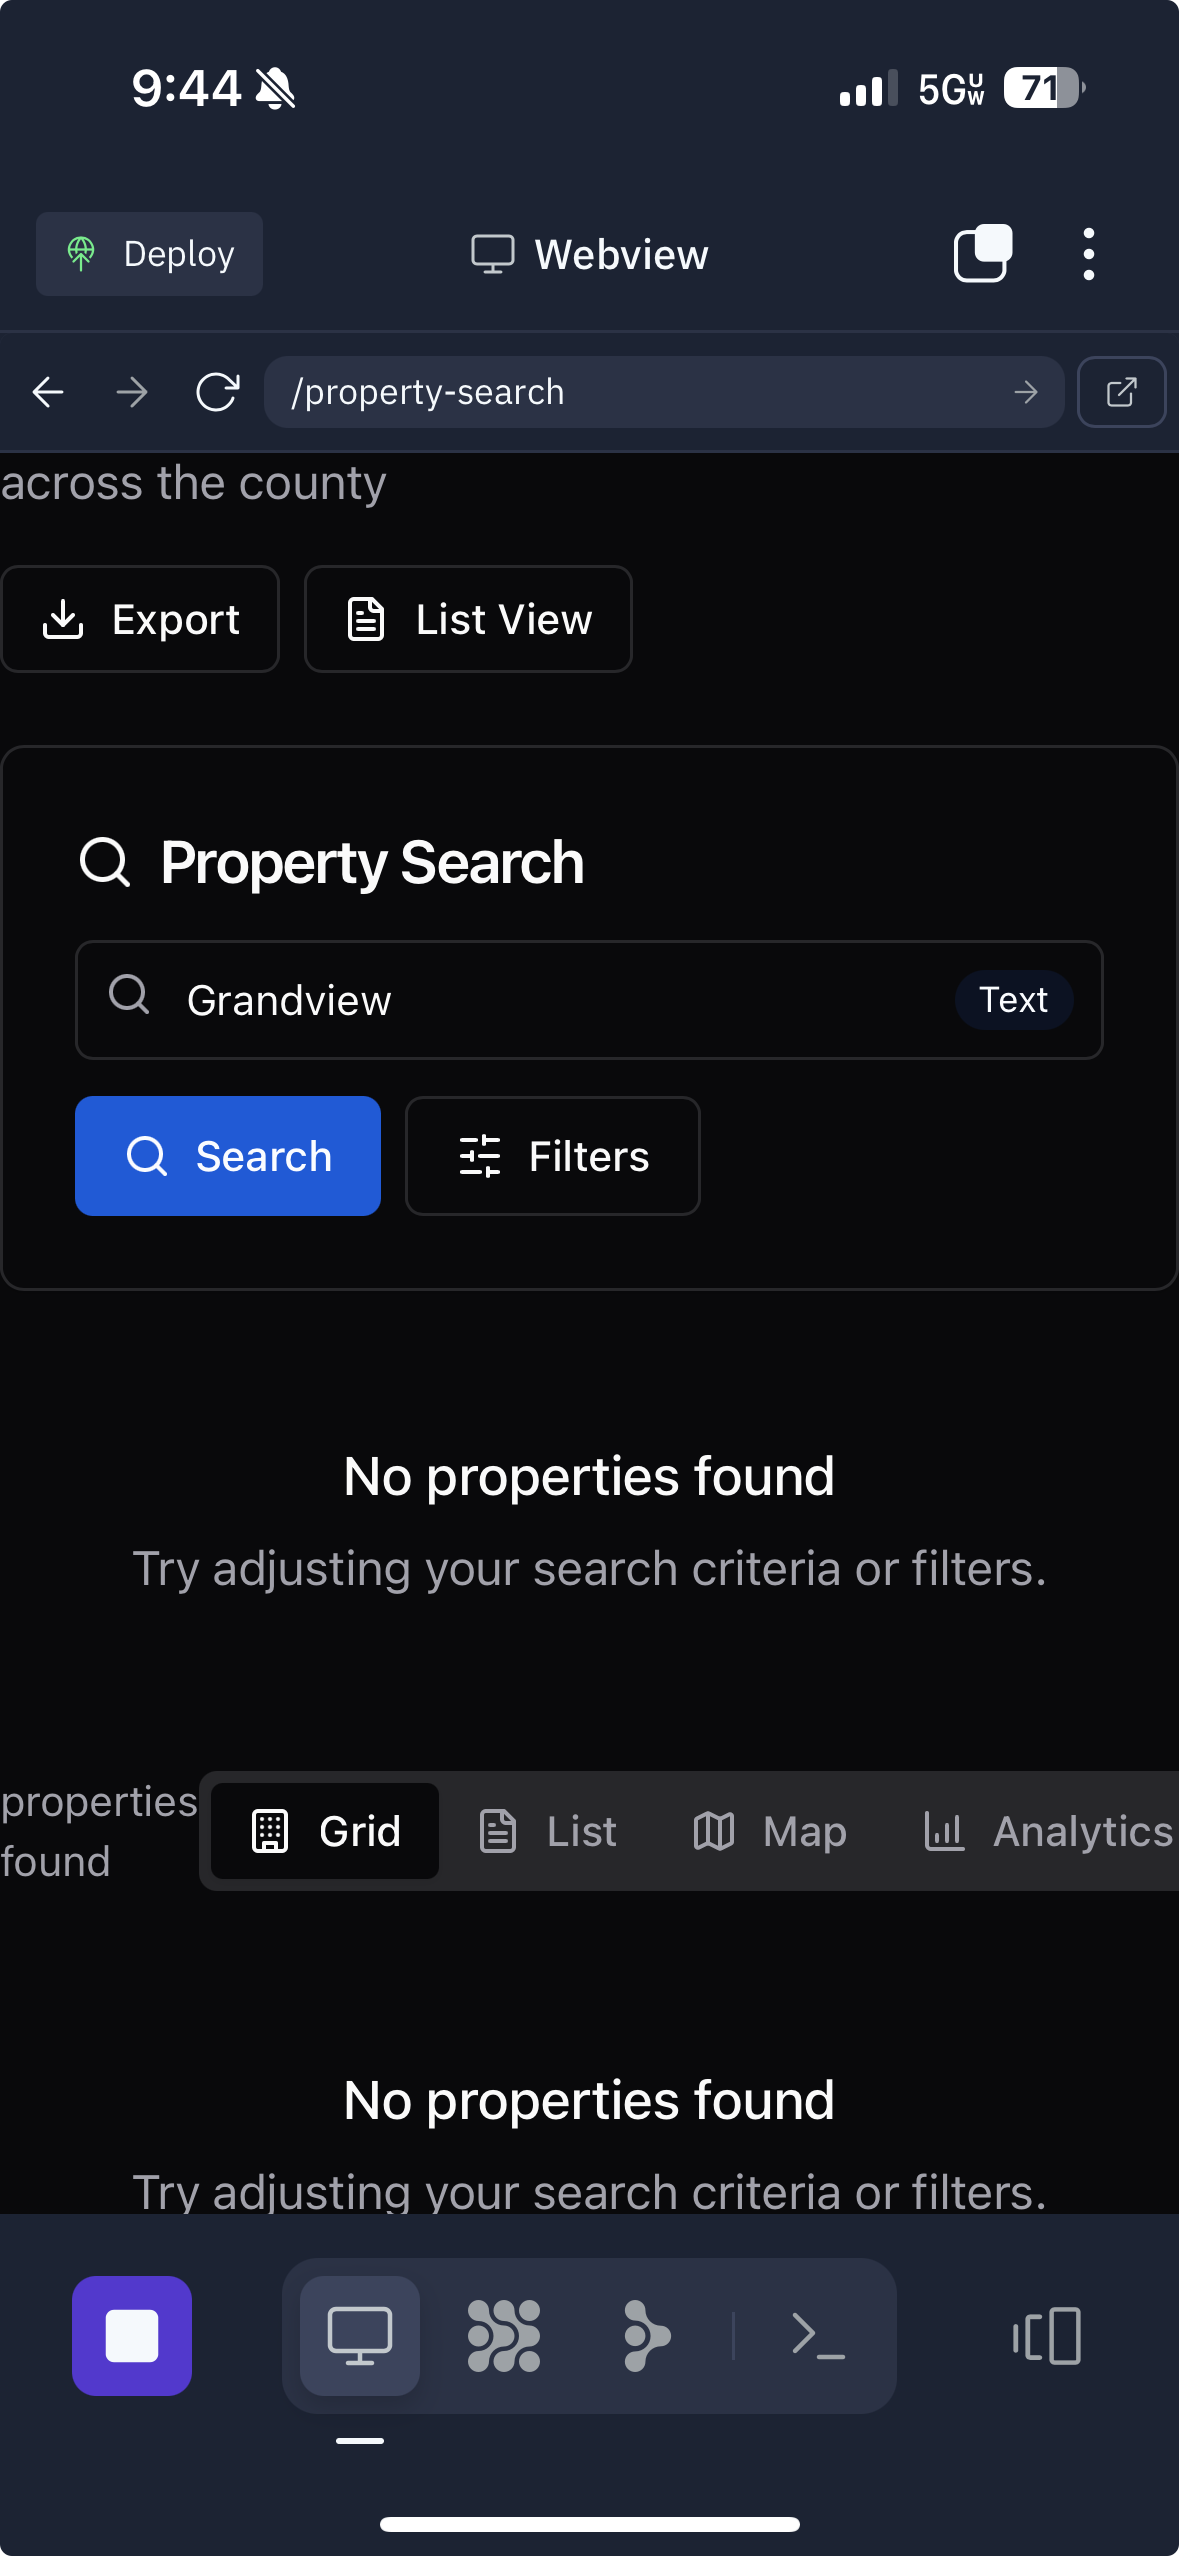 9:44
5GUW
71
Deploy
Webview
/property-search
across the county
Export
List View
Property Search
Grandview
Text
Search
Filters
No properties found
Try adjusting your search criteria or filters.
properties
found
Grid
List
Map
Analytics
No properties found
Try adjusting your search criteria or filters.